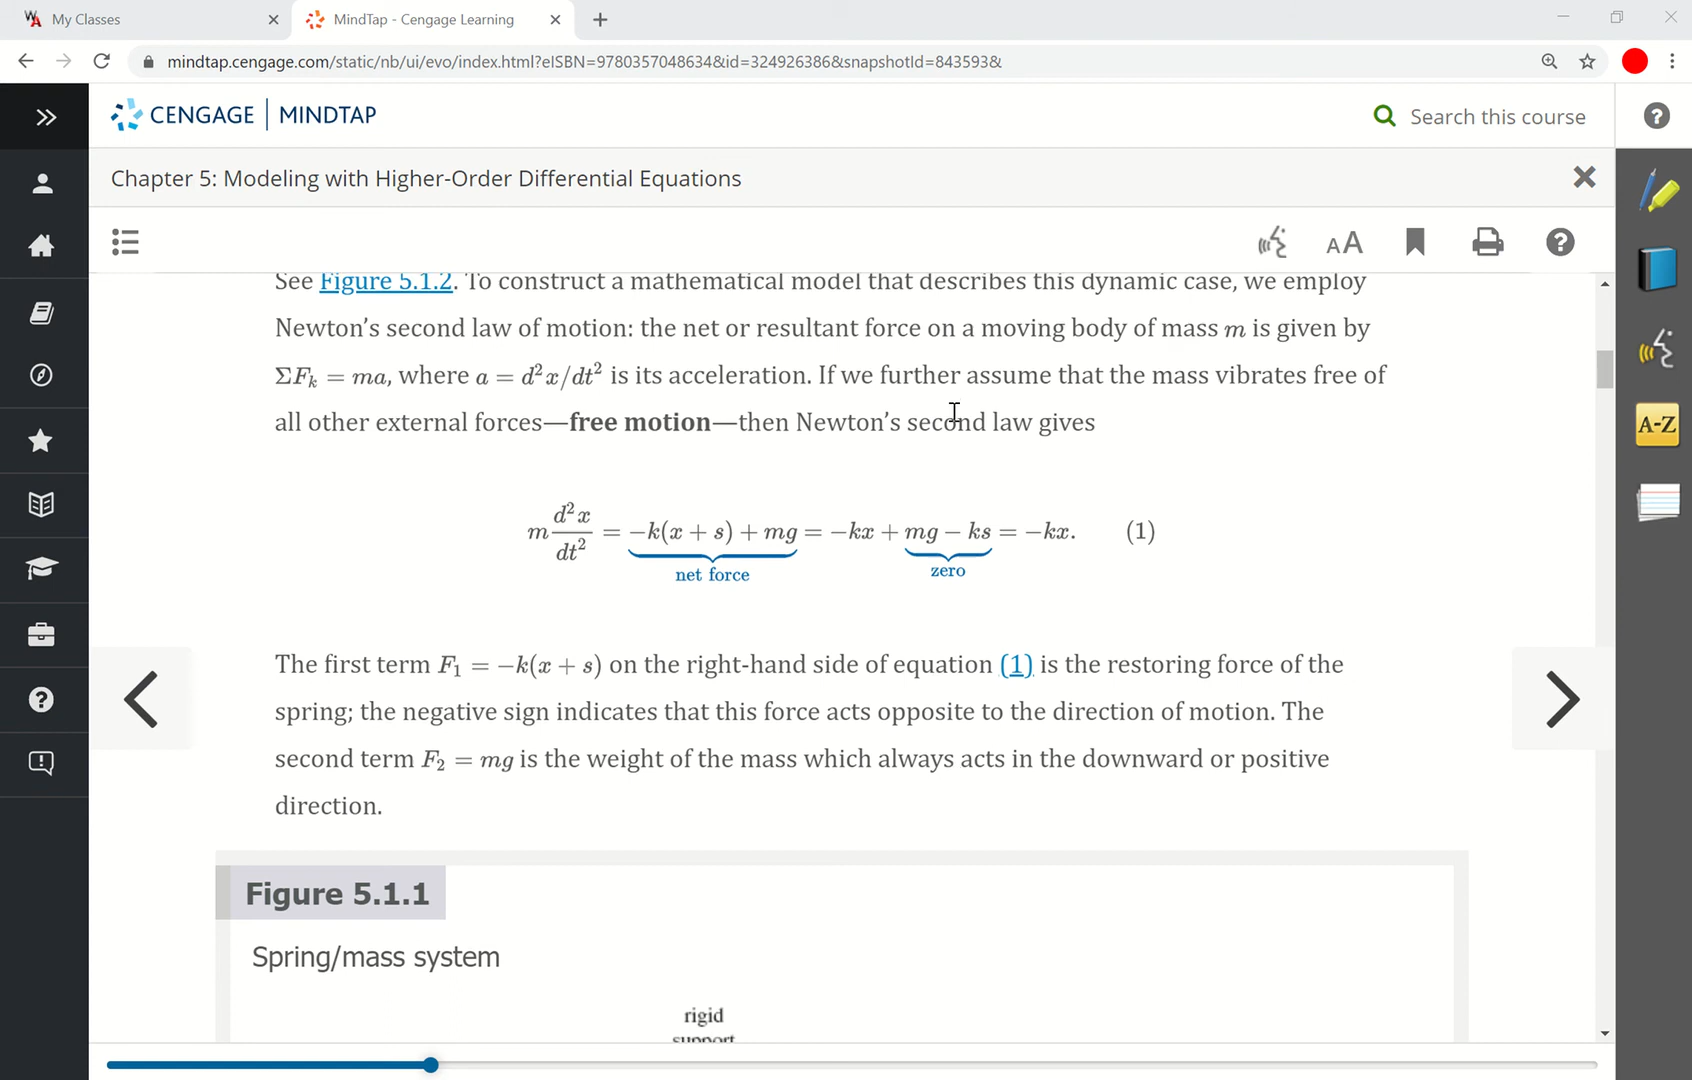 My Classes
MindTap - Cengage Learning
mindtap.cengage.com/static/nb/ui/evo/index.html?eISBN=9780357048634&id=324926386&snapshotId=843593&
CENGAGE | MINDTAP
Search this course
Chapter 5: Modeling with Higher-Order Differential Equations
AA
See Figure 5.1.2. To construct a mathematical model that describes this dynamic case, we employ
Newton’s second law of motion: the net or resultant force on a moving body of mass m is given by
ΣFₖ = ma, where a = d²x/dt² is its acceleration. If we further assume that the mass vibrates free of
all other external forces—free motion—then Newton’s second law gives
m d²x/dt² = −k(x + s) + mg = −kx + mg − ks = −kx. (1)
net force zero
The first term F₁ = −k(x + s) on the right-hand side of equation (1) is the restoring force of the
spring; the negative sign indicates that this force acts opposite to the direction of motion. The
second term F₂ = mg is the weight of the mass which always acts in the downward or positive
direction.
Figure 5.1.1
Spring/mass system
rigid
support
A-Z